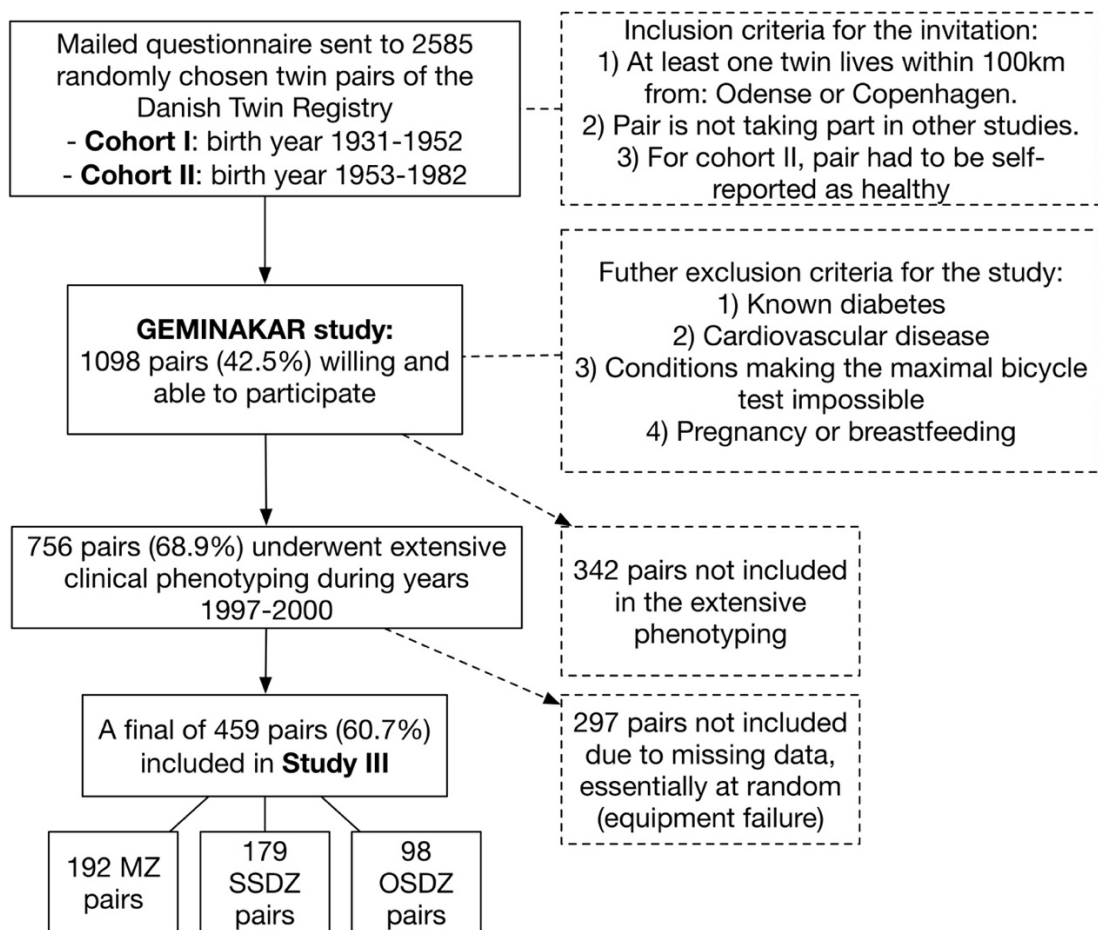 Mailed questionnaire sent to 2585
randomly chosen twin pairs of the
Danish Twin Registry
- Cohort I: birth year 1931-1952
- Cohort II: birth year 1953-1982
Inclusion criteria for the invitation:
1) At least one twin lives within 100km
from: Odense or Copenhagen.
2) Pair is not taking part in other studies.
3) For cohort II, pair had to be self-
reported as healthy
GEMINAKAR study:
1098 pairs (42.5%) willing and
able to participate
Futher exclusion criteria for the study:
1) Known diabetes
2) Cardiovascular disease
3) Conditions making the maximal bicycle
test impossible
4) Pregnancy or breastfeeding
756 pairs (68.9%) underwent extensive
clinical phenotyping during years
1997-2000
342 pairs not included
in the extensive
phenotyping
A final of 459 pairs (60.7%)
included in Study III
297 pairs not included
due to missing data,
essentially at random
(equipment failure)
192 MZ
pairs
179
SSDZ
pairs
98
OSDZ
pairs